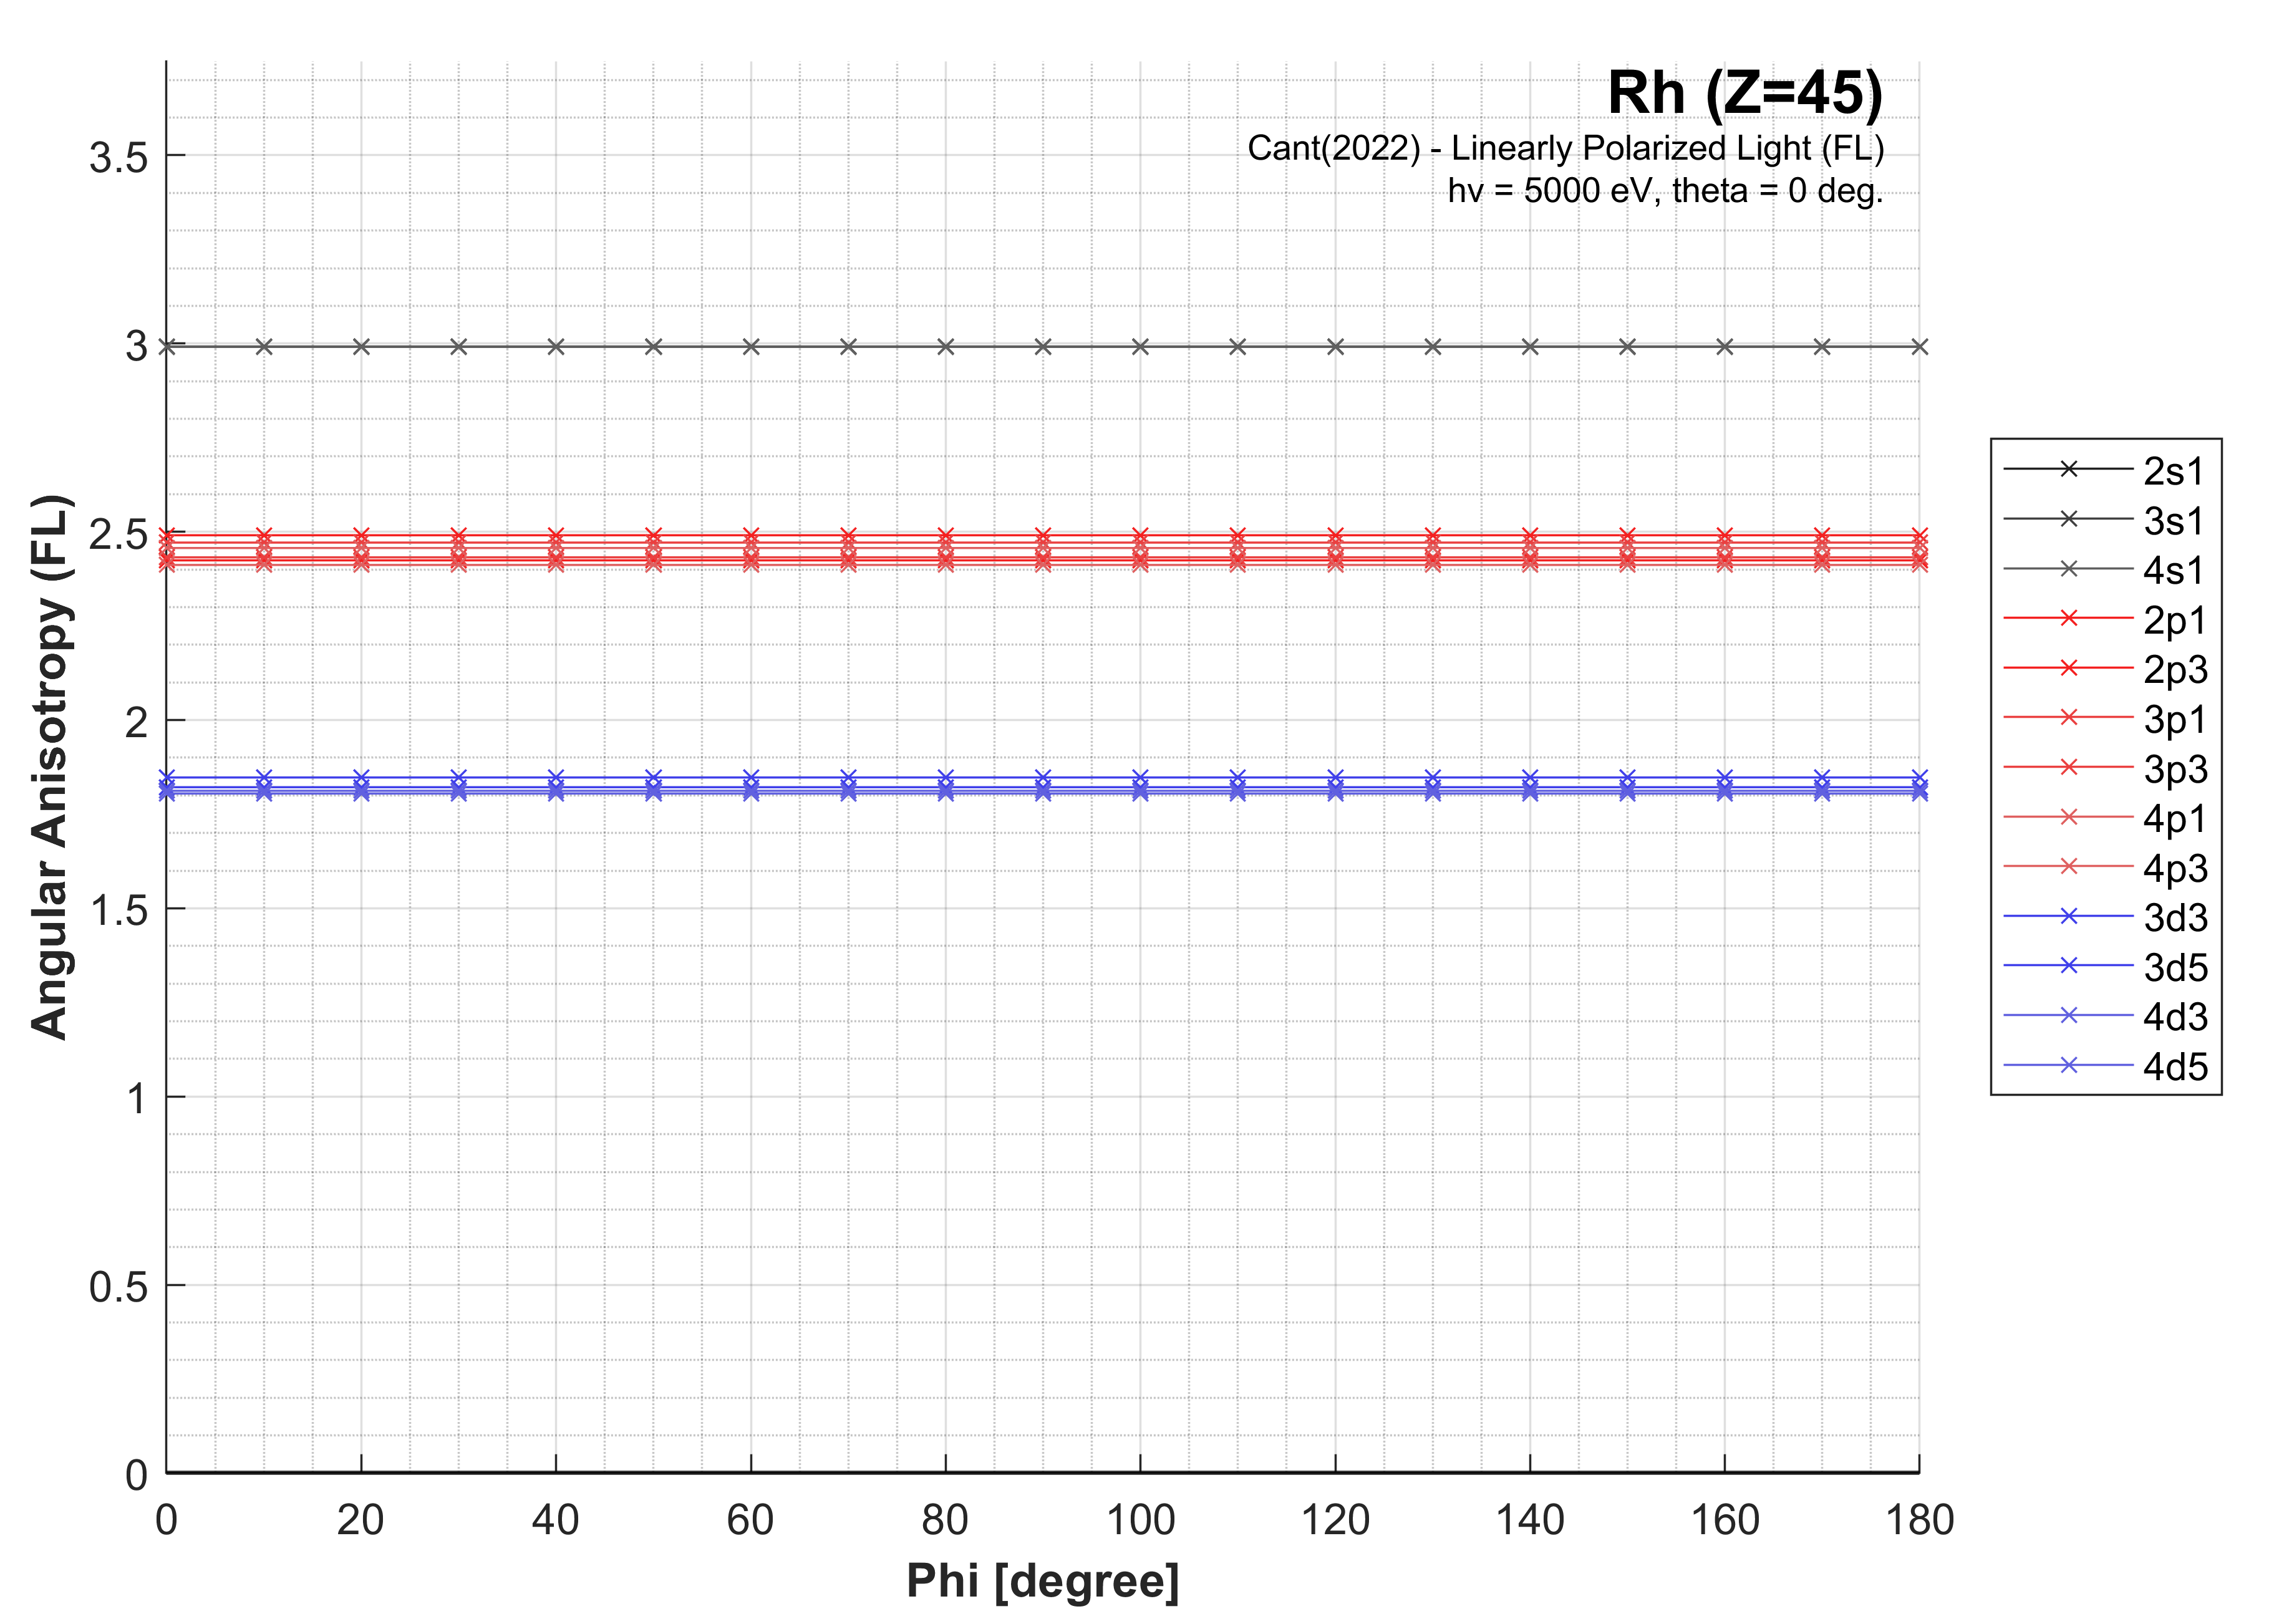 Rh (Z=45)
Cant(2022) - Linearly Polarized Light (FL)
hv = 5000 eV, theta = 0 deg.
3.5
3
2.5
2
1.5
1
0.5
0
Angular Anisotropy (FL)
0 20 40 60 80 100 120 140 160 180
Phi [degree]
2s1
3s1
4s1
2p1
2p3
3p1
3p3
4p1
4p3
3d3
3d5
4d3
4d5